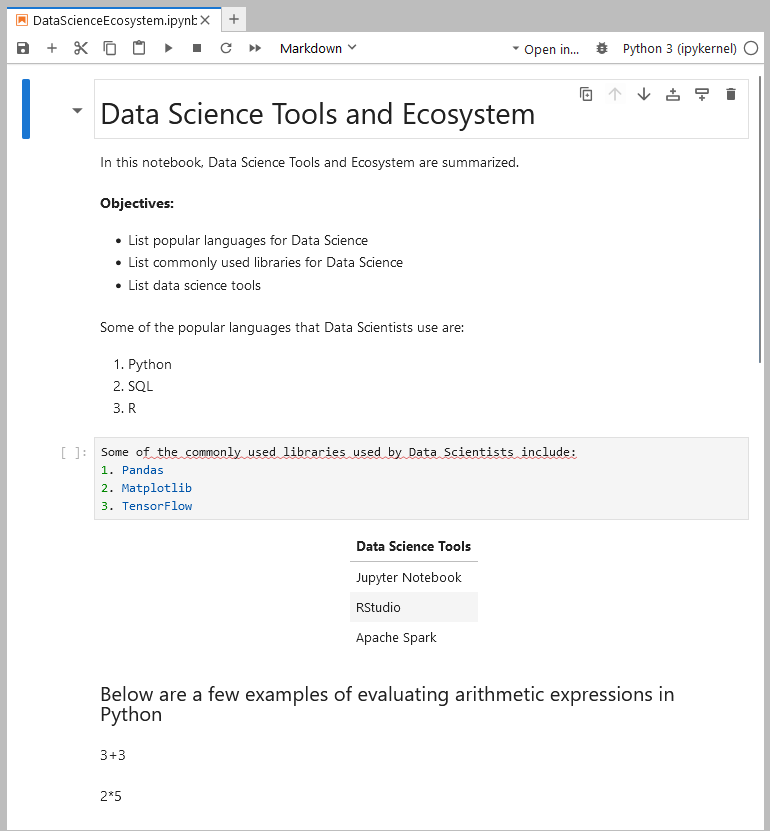 DataScienceEcosystem.ipynb
Markdown
Open in...
Python 3 (ipykernel)
Data Science Tools and Ecosystem
In this notebook, Data Science Tools and Ecosystem are summarized.
Objectives:
• List popular languages for Data Science
• List commonly used libraries for Data Science
• List data science tools
Some of the popular languages that Data Scientists use are:
1. Python
2. SQL
3. R
[ ]:
Some of the commonly used libraries used by Data Scientists include:
1. Pandas
2. Matplotlib
3. TensorFlow
Data Science Tools
Jupyter Notebook
RStudio
Apache Spark
Below are a few examples of evaluating arithmetic expressions in
Python
3+3
2*5